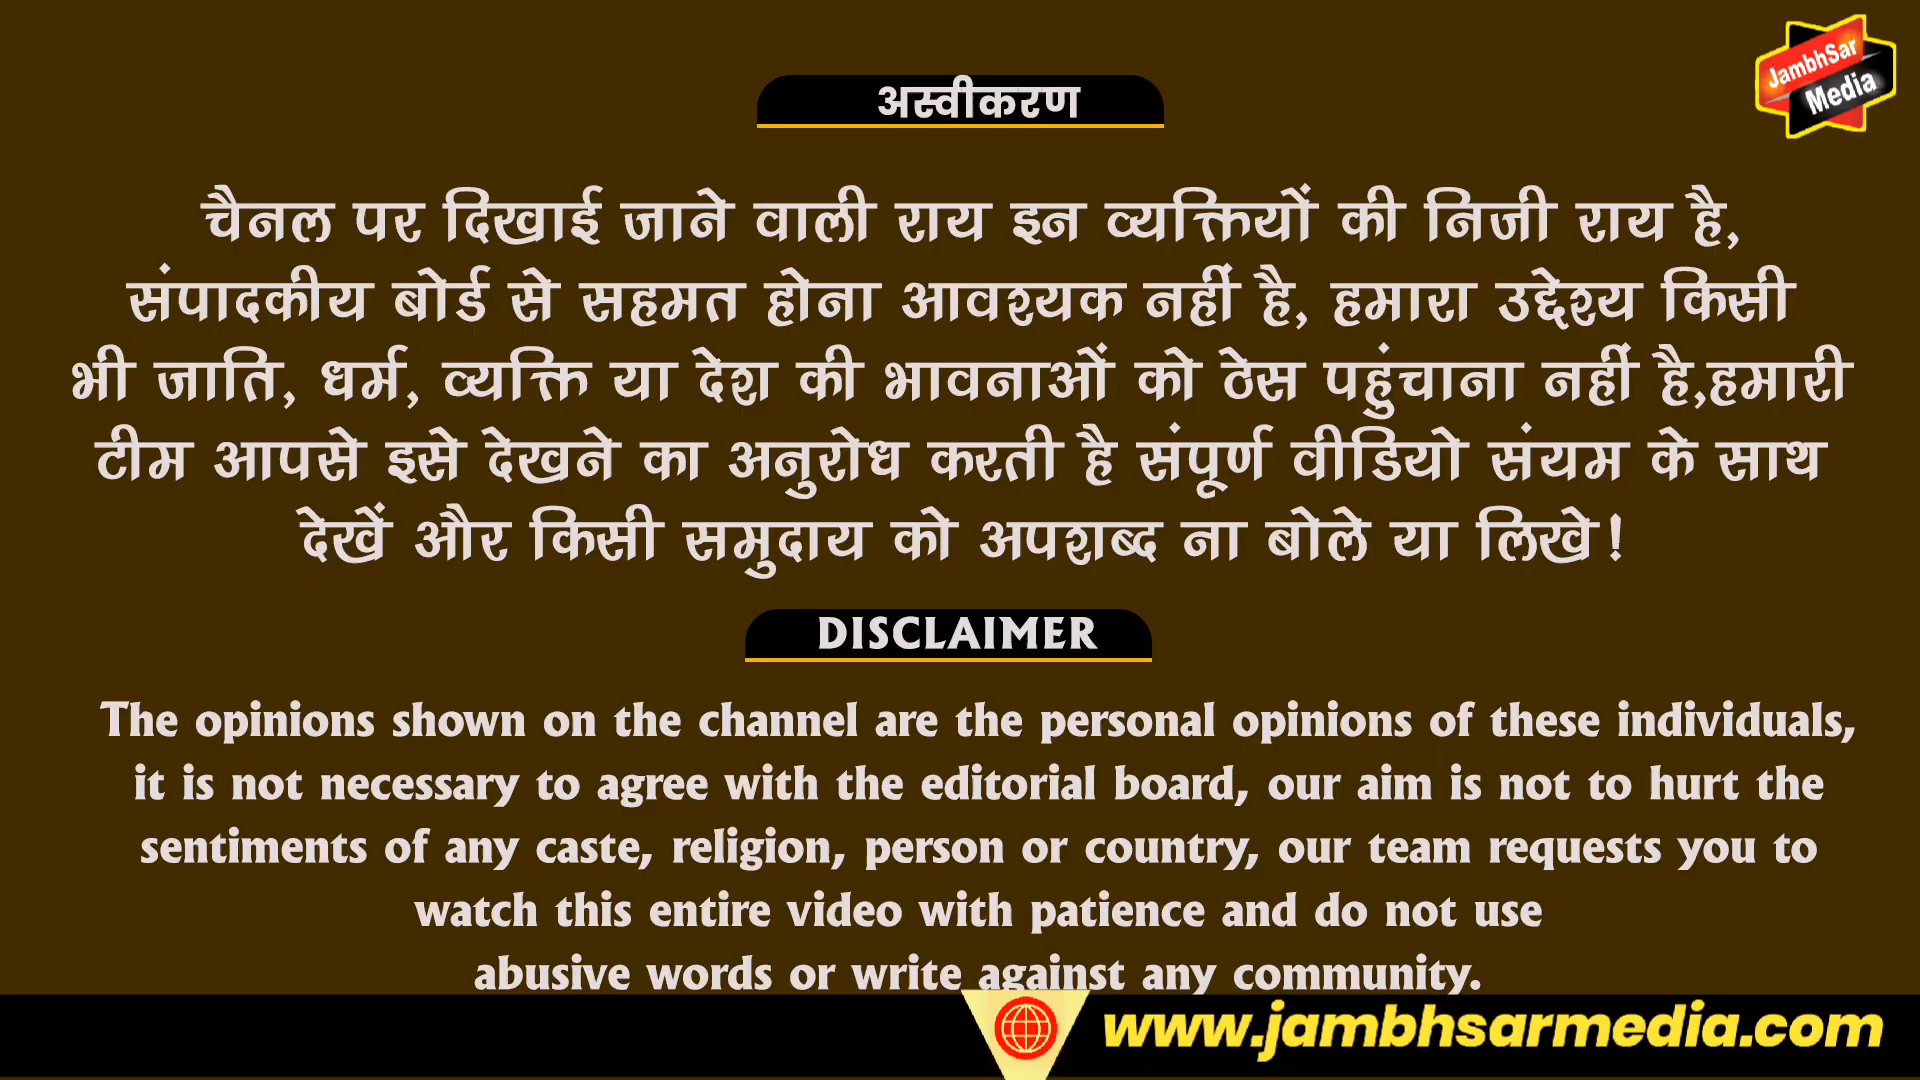 JambhSar
Media
अस्वीकरण
चैनल पर दिखाई जाने वाली राय इन व्यक्तियों की निजी राय है,
संपादकीय बोर्ड से सहमत होना आवश्यक नहीं है, हमारा उद्देश्य किसी
भी जाति, धर्म, व्यक्ति या देश की भावनाओं को ठेस पहुंचाना नहीं है,हमारी
टीम आपसे इसे देखने का अनुरोध करती है संपूर्ण वीडियो संयम के साथ
देखें और किसी समुदाय को अपशब्द ना बोले या लिखे!
DISCLAIMER
The opinions shown on the channel are the personal opinions of these individuals,
it is not necessary to agree with the editorial board, our aim is not to hurt the
sentiments of any caste, religion, person or country, our team requests you to
watch this entire video with patience and do not use
abusive words or write against any community.
www.jambhsarmedia.com